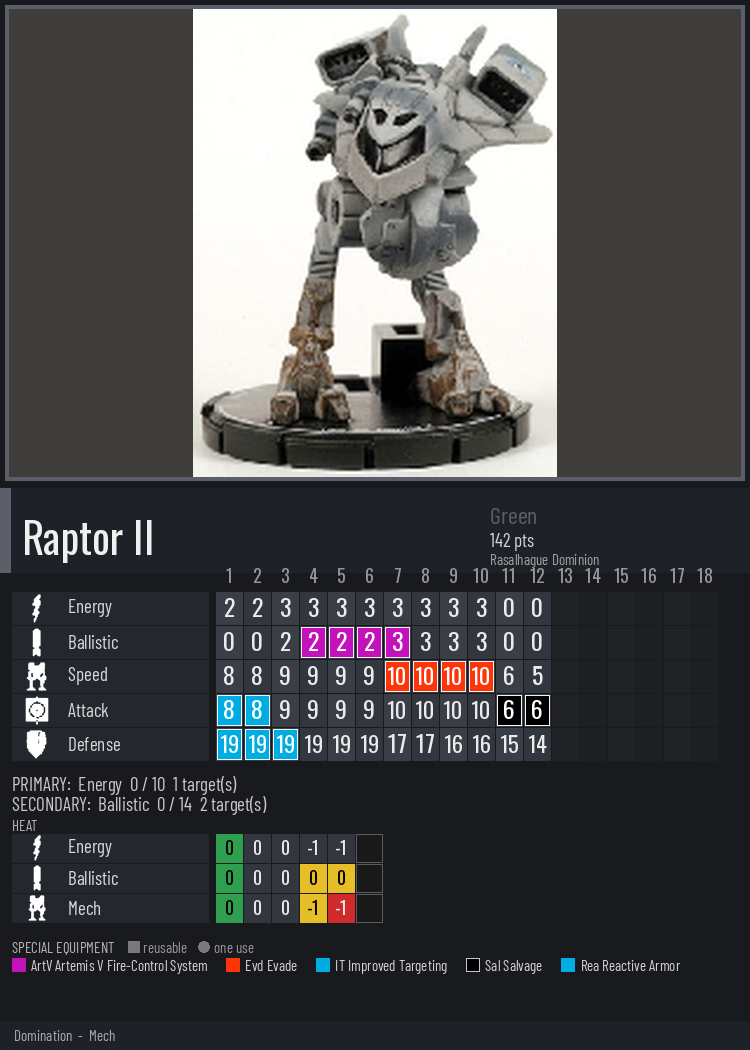 Raptor II
Green
142 pts
Rasalhague Dominion
1 2 3 4 5 6 7 8 9 10 11 12 13 14 15 16 17 18
Energy 2 2 3 3 3 3 3 3 3 3 0 0
Ballistic 0 0 2 2 2 2 3 3 3 3 0 0
Speed 8 8 9 9 9 9 10 10 10 10 6 5
Attack 8 8 9 9 9 9 10 10 10 10 6 6
Defense 19 19 19 19 19 19 17 17 16 16 15 14
PRIMARY: Energy 0 / 10 1 target(s)
SECONDARY: Ballistic 0 / 14 2 target(s)
HEAT
Energy 0 0 0 -1 -1
Ballistic 0 0 0 0 0
Mech 0 0 0 -1 -1
SPECIAL EQUIPMENT reusable one use
ArtV Artemis V Fire-Control System Evd Evade IT Improved Targeting Sal Salvage Rea Reactive Armor
Domination - Mech